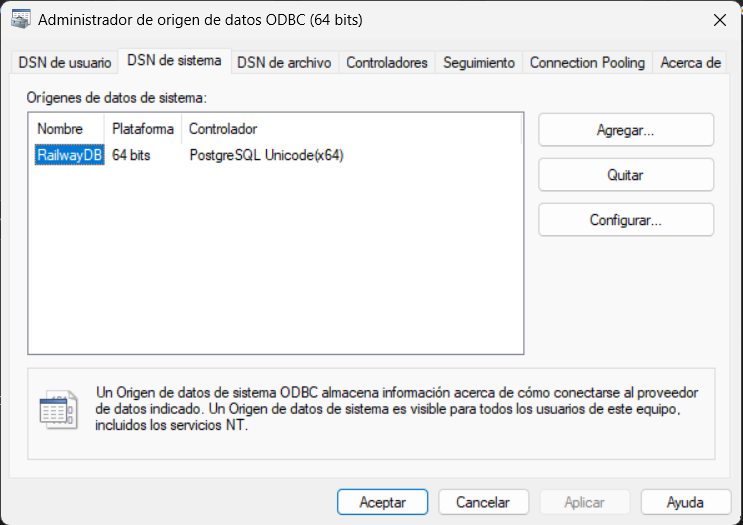 Administrador de origen de datos ODBC (64 bits)
DSN de usuario DSN de sistema DSN de archivo Controladores Seguimiento Connection Pooling Acerca de
Orígenes de datos de sistema:
Nombre Plataforma Controlador
RailwayDB 64 bits PostgreSQL Unicode(x64)
Agregar...
Quitar
Configurar...
Un Origen de datos de sistema ODBC almacena información acerca de cómo conectarse al proveedor
de datos indicado. Un Origen de datos de sistema es visible para todos los usuarios de este equipo,
incluidos los servicios NT.
Aceptar Cancelar Aplicar Ayuda